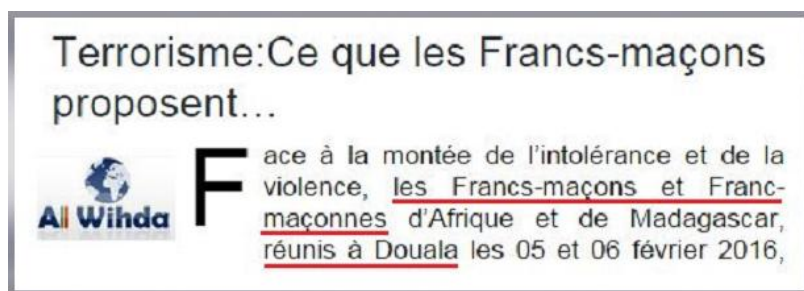 Terrorisme:Ce que les Francs-maçons
proposent...
Face à la montée de l'intolérance et de la
violence, les Francs-maçons et Franc-
maçonnes d'Afrique et de Madagascar,
réunis à Douala les 05 et 06 février 2016,
Al Wihda